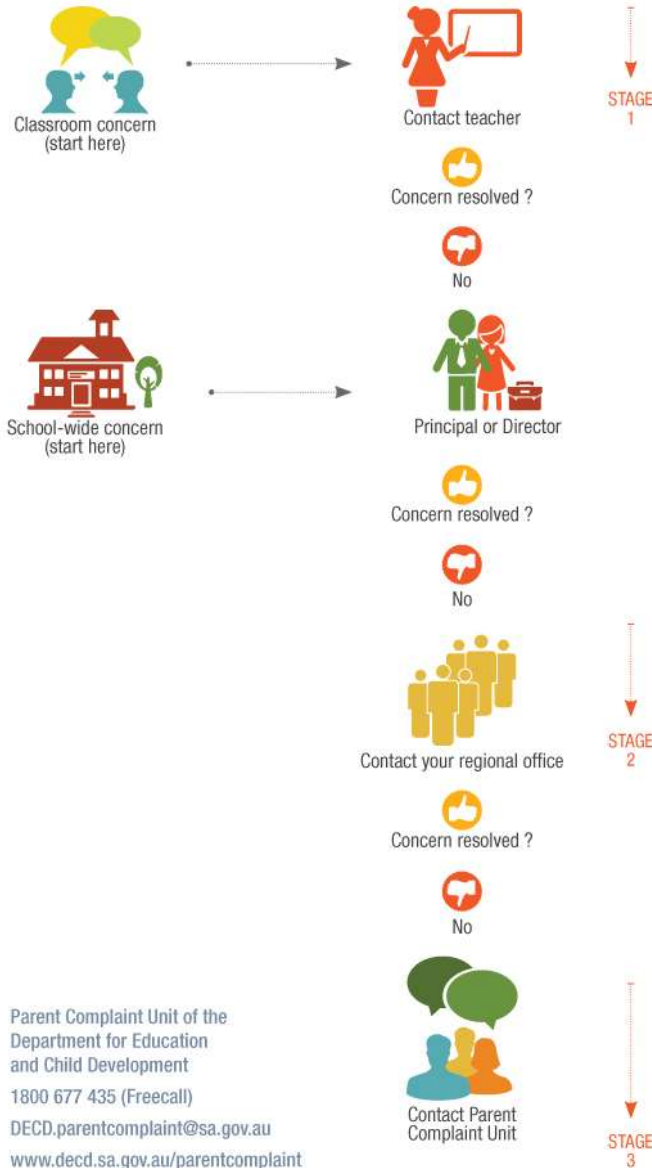 Classroom concern
(start here)
Contact teacher
STAGE
1
Concern resolved ?
No
School-wide concern
(start here)
Principal or Director
Concern resolved ?
No
Contact your regional office
STAGE
2
Concern resolved ?
No
Contact Parent
Complaint Unit
STAGE
3
Parent Complaint Unit of the
Department for Education
and Child Development
1800 677 435 (Freecall)
DECD.parentcomplaint@sa.gov.au
www.decd.sa.gov.au/parentcomplaint